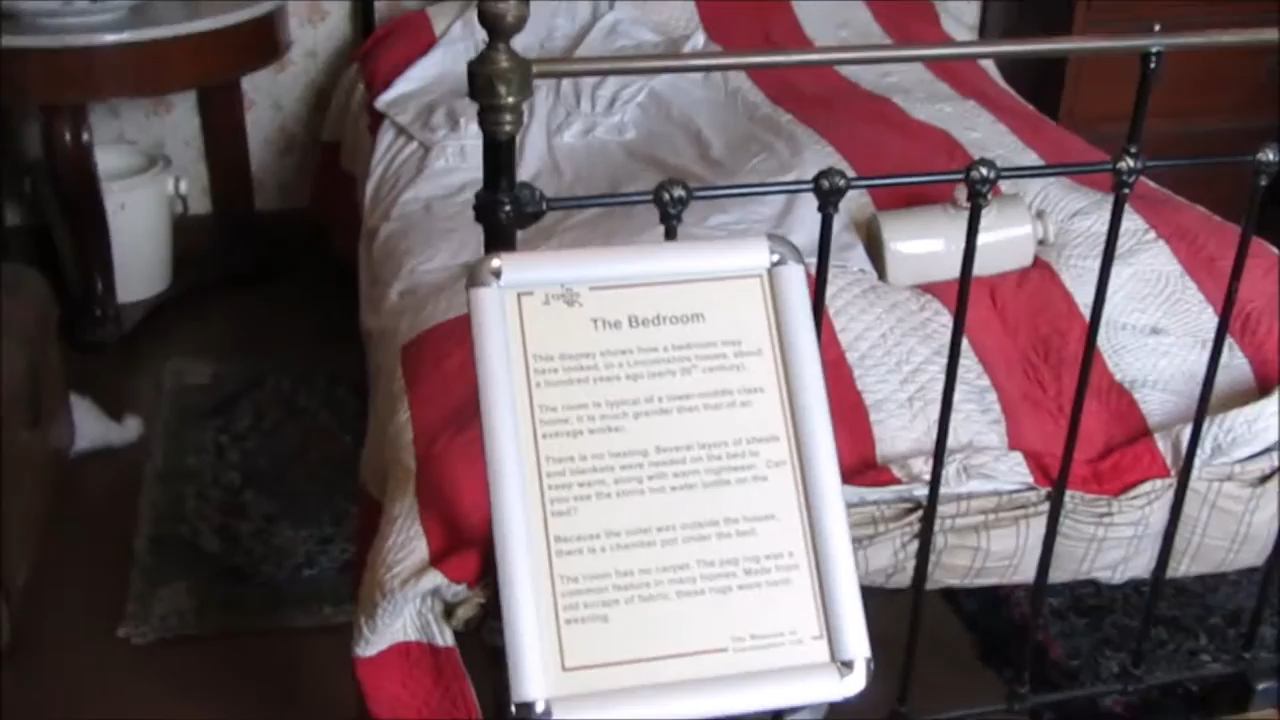 The Bedroom
This display shows how a bedroom may
have looked, in a Lincolnshire house, about
a hundred years ago (early 20th century).
The room is typical of a lower-middle class
home; it is much grander than that of an
average worker.
There is no heating. Several layers of sheets
and blankets were needed on the bed to
keep warm, along with warm nightwear. Can
you see the stone hot water bottle on the
bed?
Because the toilet was outside the house,
there is a chamber pot under the bed.
The room has no carpet. The peg rug was a
common feature in many homes. Made from
old scraps of fabric, these rugs were hard
wearing.